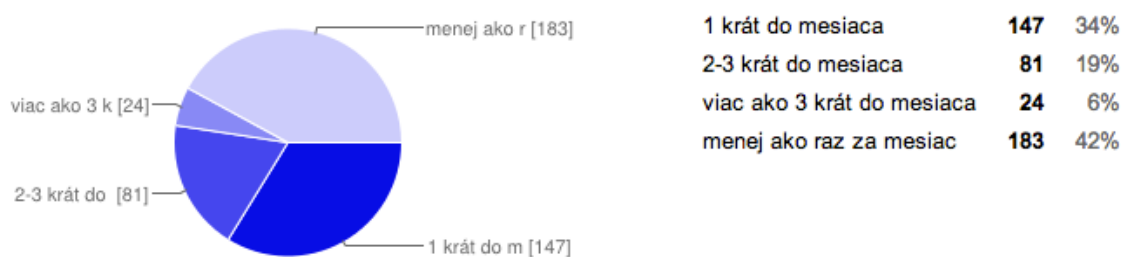 menej ako r [183]
viac ako 3 k [24]
2-3 krát do  [81]
1 krát do m [147]
1 krát do mesiaca 147 34%
2-3 krát do mesiaca 81 19%
viac ako 3 krát do mesiaca 24 6%
menej ako raz za mesiac 183 42%